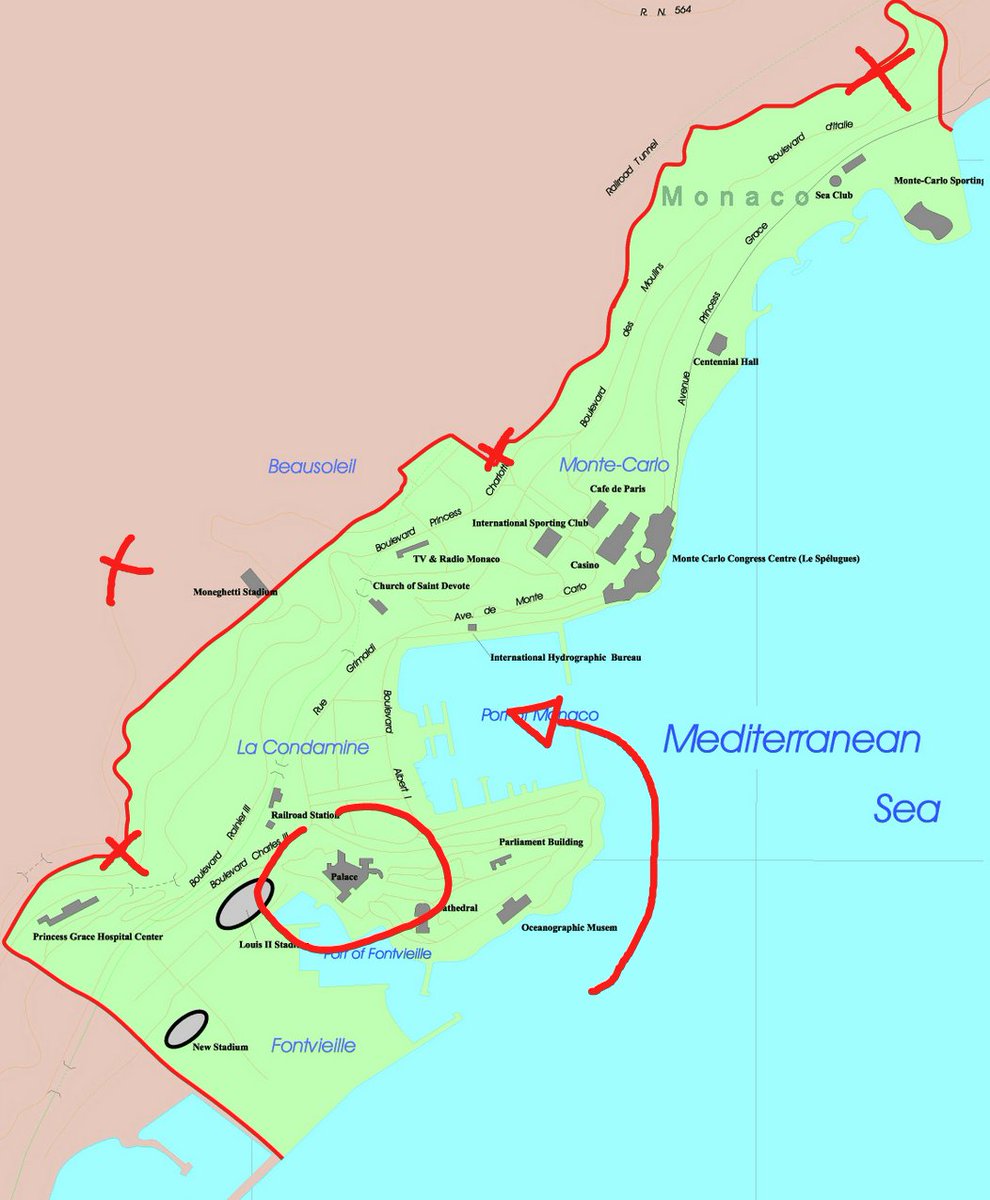 R. N. 564
Railroad Tunnel
Boulevard d'Italie
Monaco
Sea Club
Monte-Carlo Sporting
Grace
Moulins
des
Princess
Centennial Hall
Boulevard
Avenue
Beausoleil
Monte-Carlo
Charlotte
Cafe de Paris
Boulevard Princess
International Sporting Club
TV & Radio Monaco
Casino
Monte Carlo Congress Centre (Le Spélugues)
Moneghetti Stadium
Church of Saint Devote
Ave. de Monte Carlo
International Hydrographic Bureau
Rue Grimaldi
Boulevard Albert I
Port of Monaco
Mediterranean
Sea
La Condamine
Railroad Station
Boulevard Rainier III
Boulevard Charles III
Parliament Building
Palace
Cathedral
Oceanographic Musem
Princess Grace Hospital Center
Louis II Stadium
Port of Fontvieille
New Stadium
Fontvieille